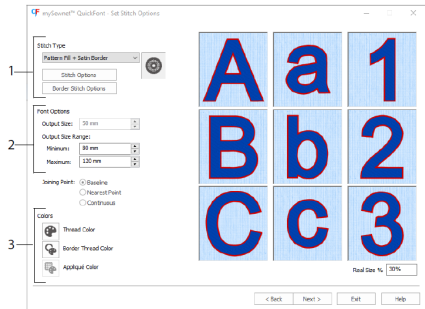 mySewnet™ QuickFont - Set Stitch Options
Stitch Type
Pattern Fill + Satin Border
1
Stitch Options
Border Stitch Options
Font Options
Output Size: 30 mm
Output Size Range:
2
Minimum: 80 mm
Maximum: 120 mm
Joining Point: Baseline
Nearest Point
Continuous
Colors
Thread Color
3
Border Thread Color
Appliqué Color
A a 1
B b 2
C c 3
Real Size % 30%
< Back Next > Exit Help